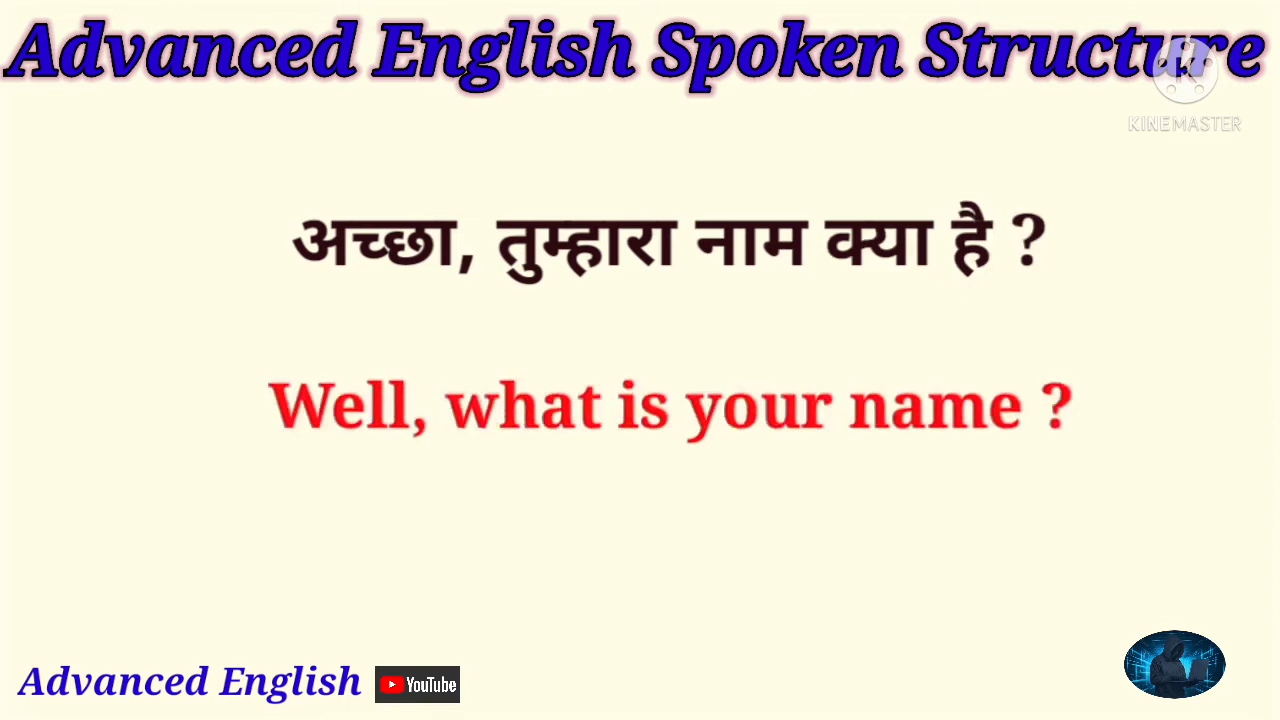 Advanced English Spoken Structure
KINEMASTER
अच्छा, तुम्हारा नाम क्या है ?
Well, what is your name ?
Advanced English YouTube